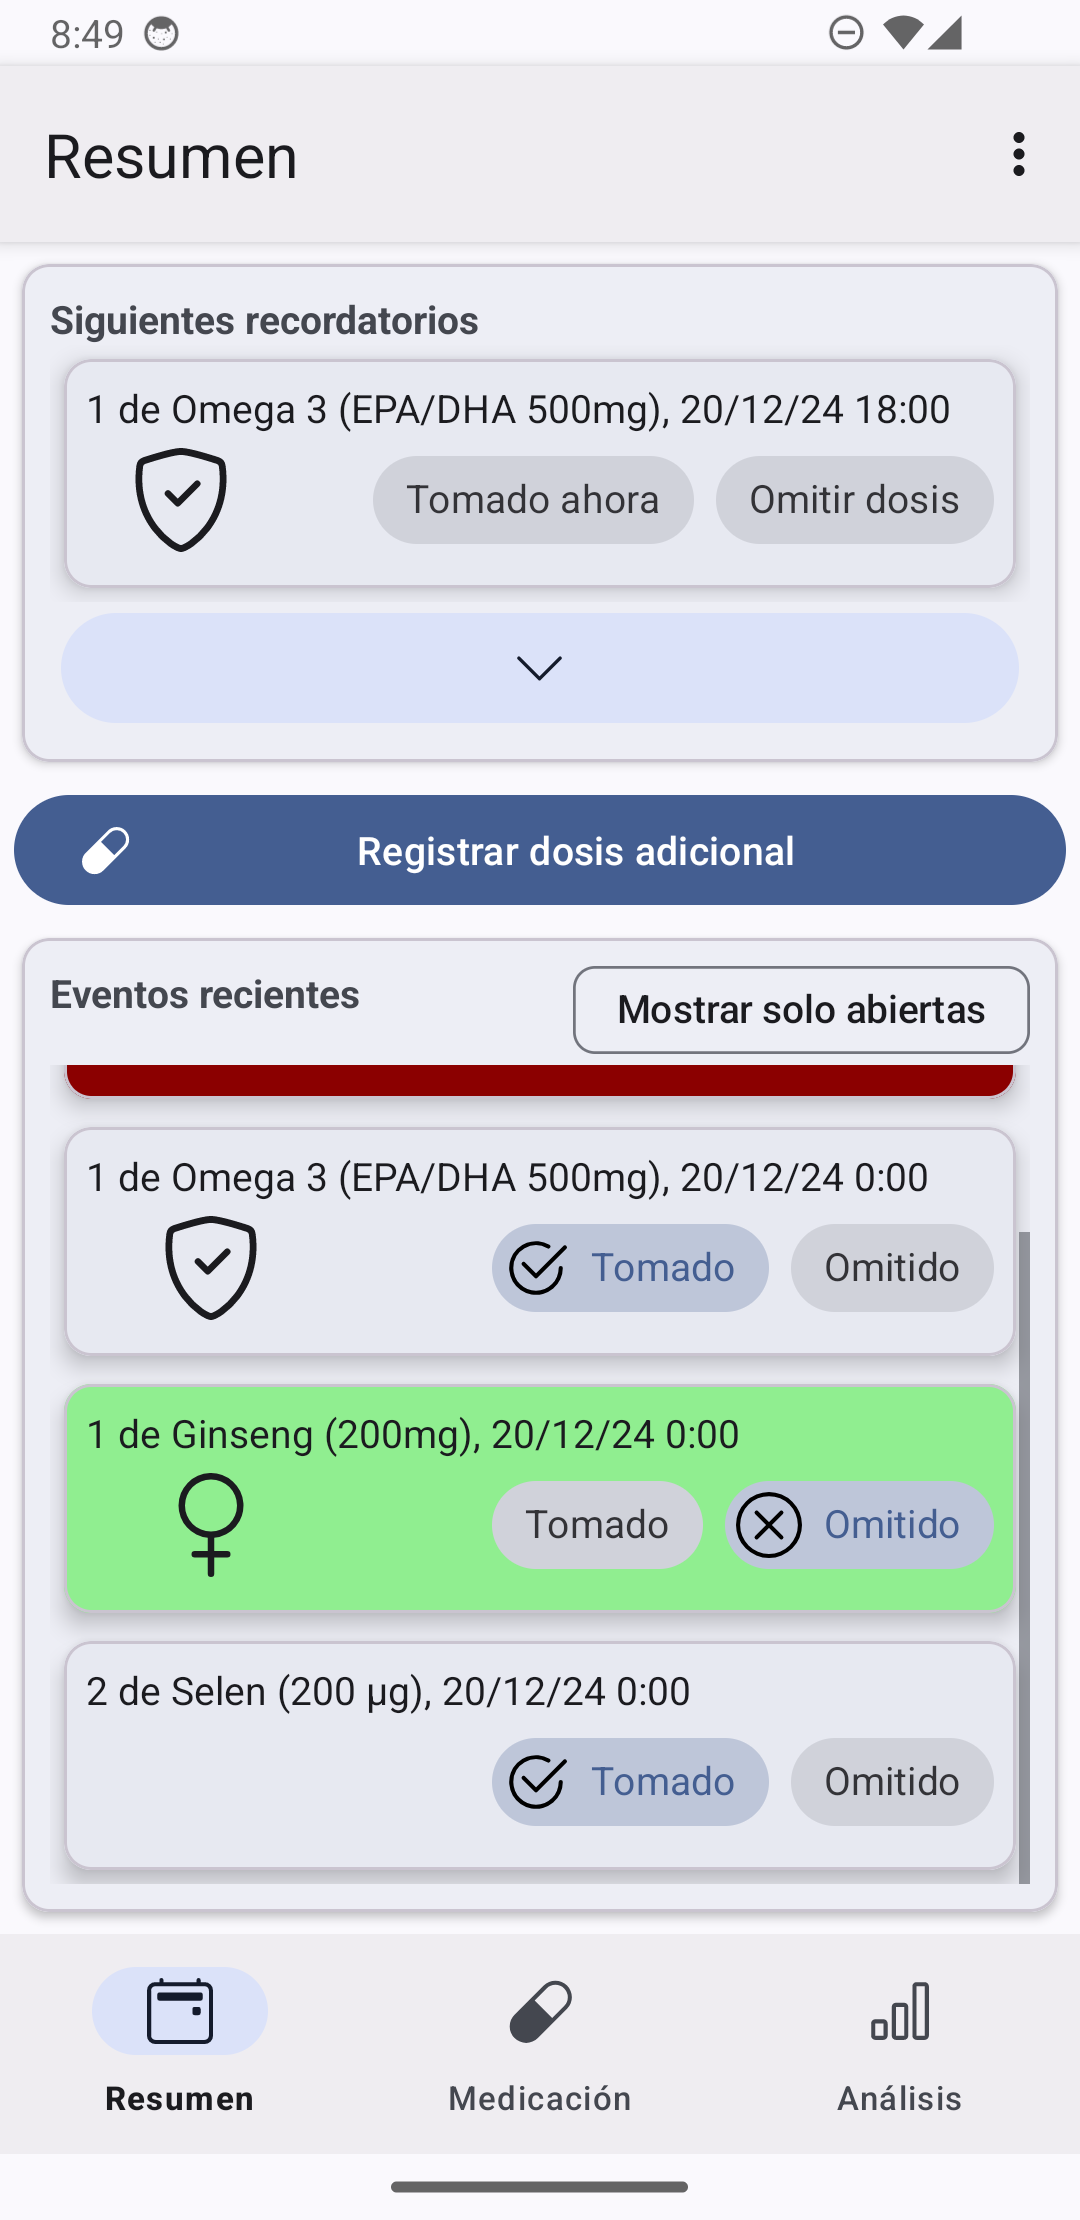 8:49
Resumen
Siguientes recordatorios
1 de Omega 3 (EPA/DHA 500mg), 20/12/24 18:00
Tomado ahora
Omitir dosis
Registrar dosis adicional
Eventos recientes
Mostrar solo abiertas
1 de Omega 3 (EPA/DHA 500mg), 20/12/24 0:00
Tomado
Omitido
1 de Ginseng (200mg), 20/12/24 0:00
Tomado
Omitido
2 de Selen (200 µg), 20/12/24 0:00
Tomado
Omitido
Resumen
Medicación
Análisis